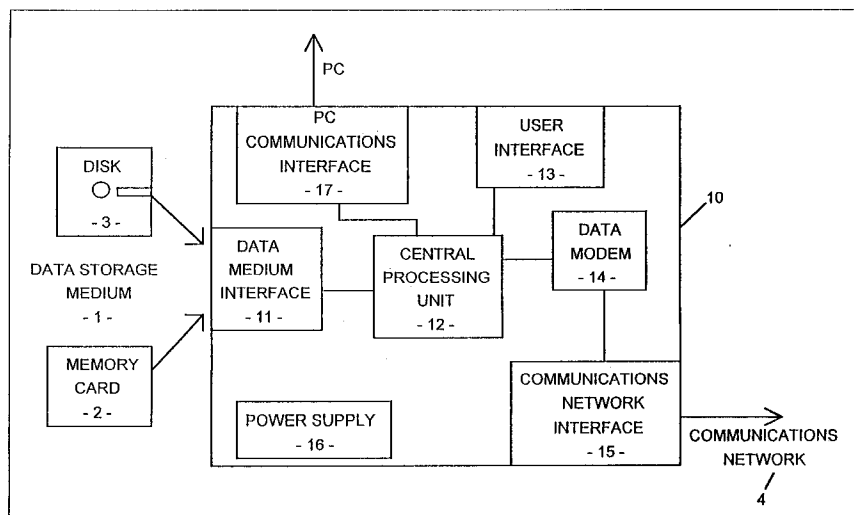 PC
PC
COMMUNICATIONS
INTERFACE
- 17 -
USER
INTERFACE
- 13 -
10
DISK
- 3 -
DATA STORAGE
MEDIUM
- 1 -
MEMORY
CARD
- 2 -
DATA
MEDIUM
INTERFACE
- 11 -
CENTRAL
PROCESSING
UNIT
- 12 -
DATA
MODEM
- 14 -
POWER SUPPLY
- 16 -
COMMUNICATIONS
NETWORK
INTERFACE
- 15 -
COMMUNICATIONS
NETWORK
4